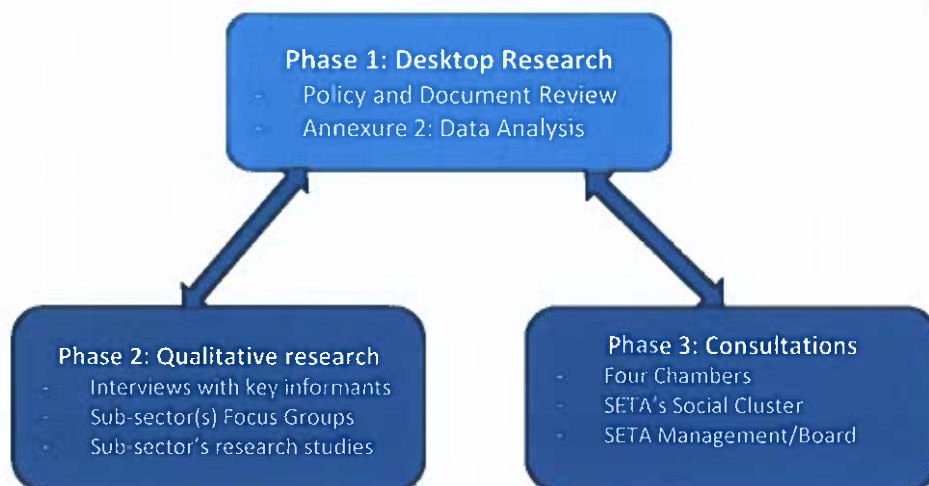 Phase 1: Desktop Research
- Policy and Document Review
- Annexure 2: Data Analysis
Phase 2: Qualitative research
- Interviews with key informants
- Sub-sector(s) Focus Groups
- Sub-sector's research studies
Phase 3: Consultations
- Four Chambers
- SETA's Social Cluster
- SETA Management/Board